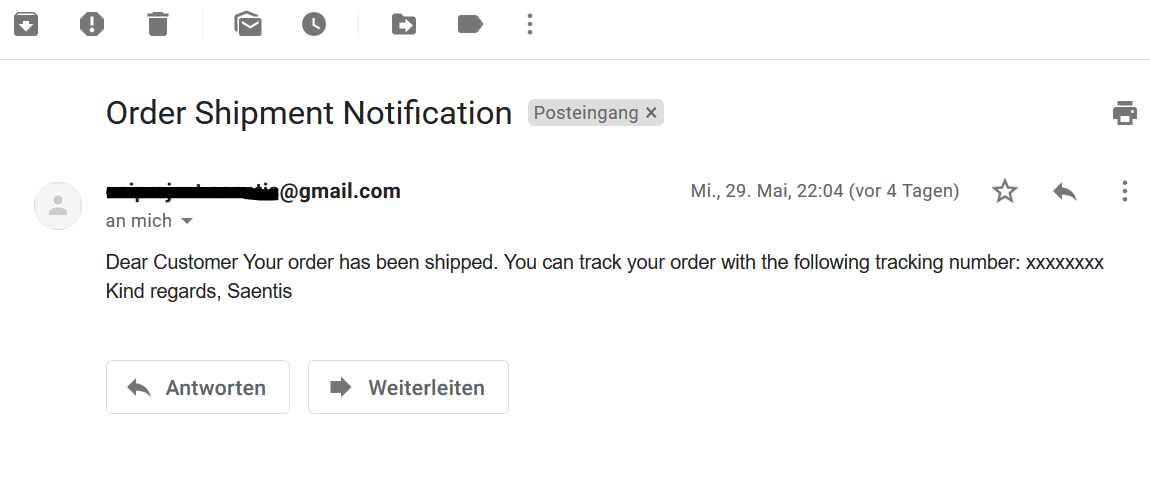 Order Shipment Notification Posteingang ×
@gmail.com Mi., 29. Mai, 22:04 (vor 4 Tagen)
an mich
Dear Customer Your order has been shipped. You can track your order with the following tracking number: xxxxxxxx
Kind regards, Saentis
Antworten Weiterleiten